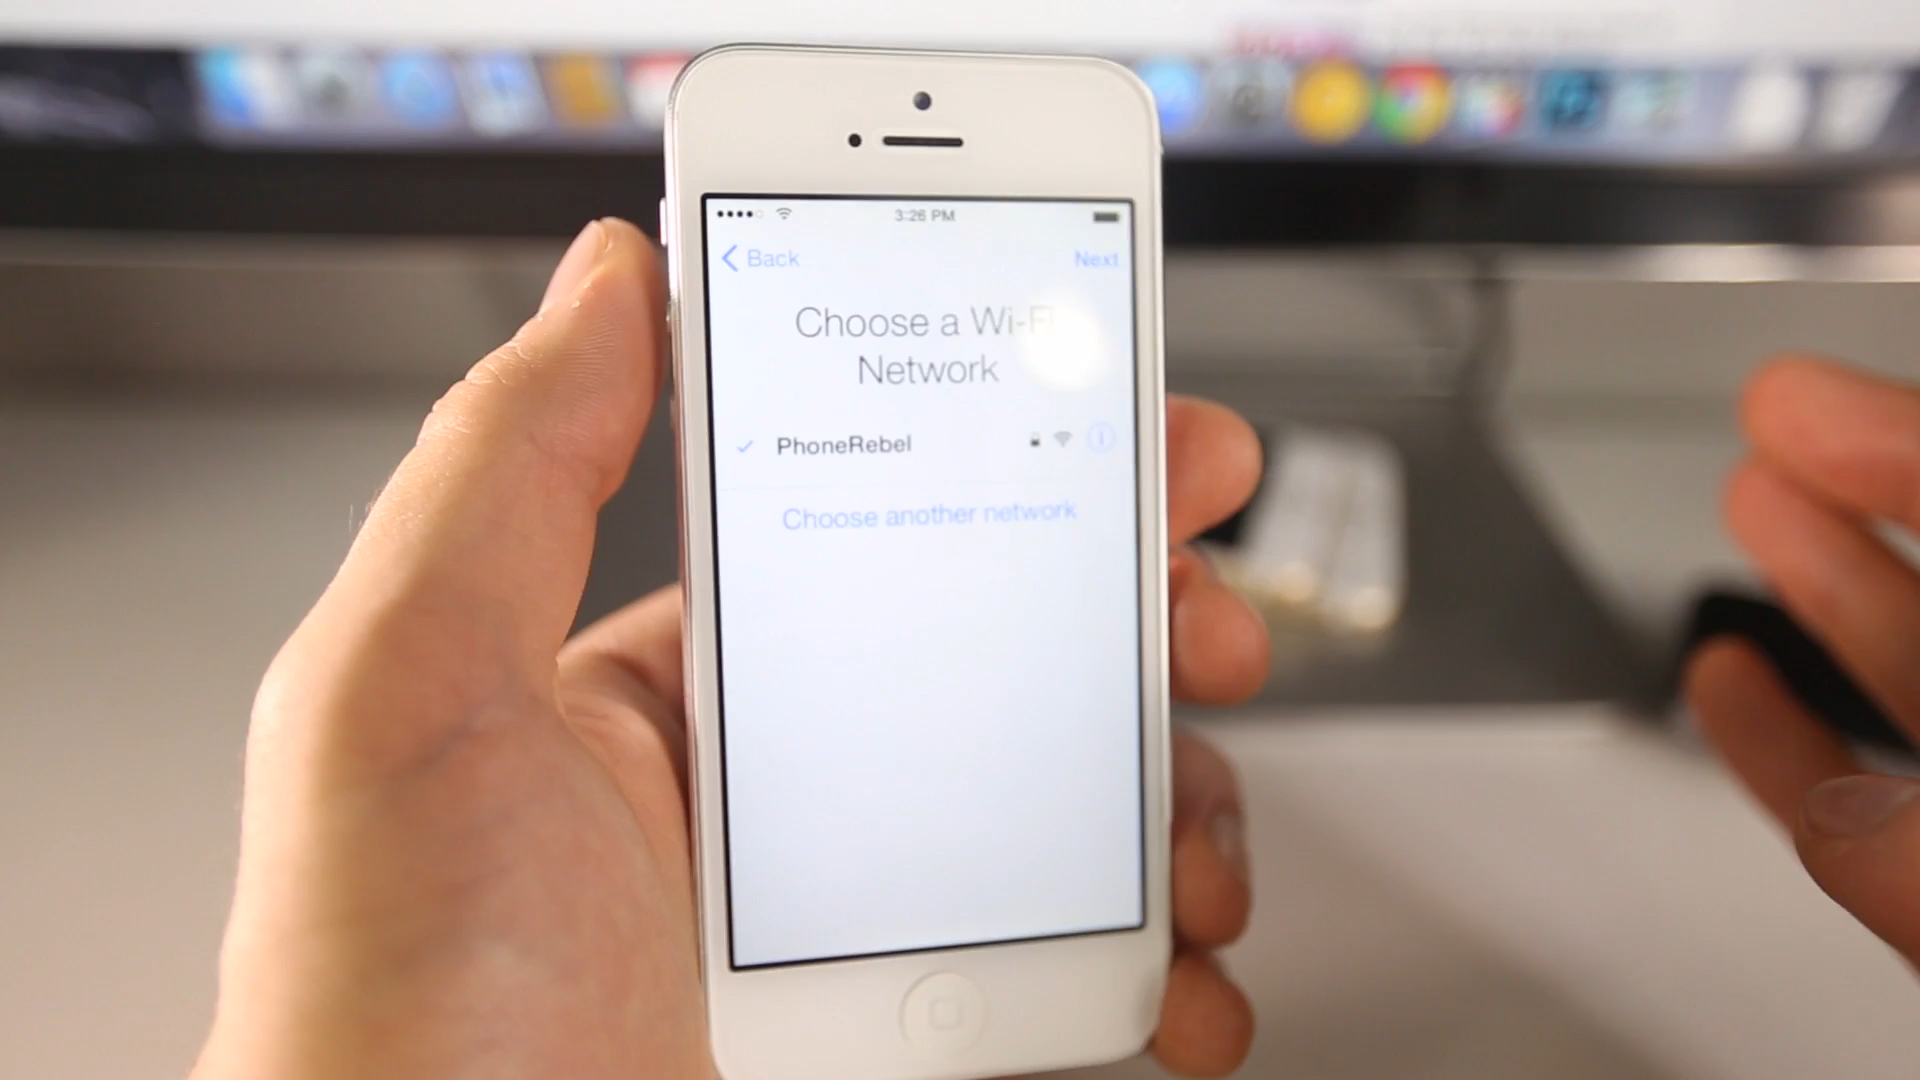 3:26 PM
Back Next
Choose a Wi-Fi
Network
PhoneRebel
Choose another network